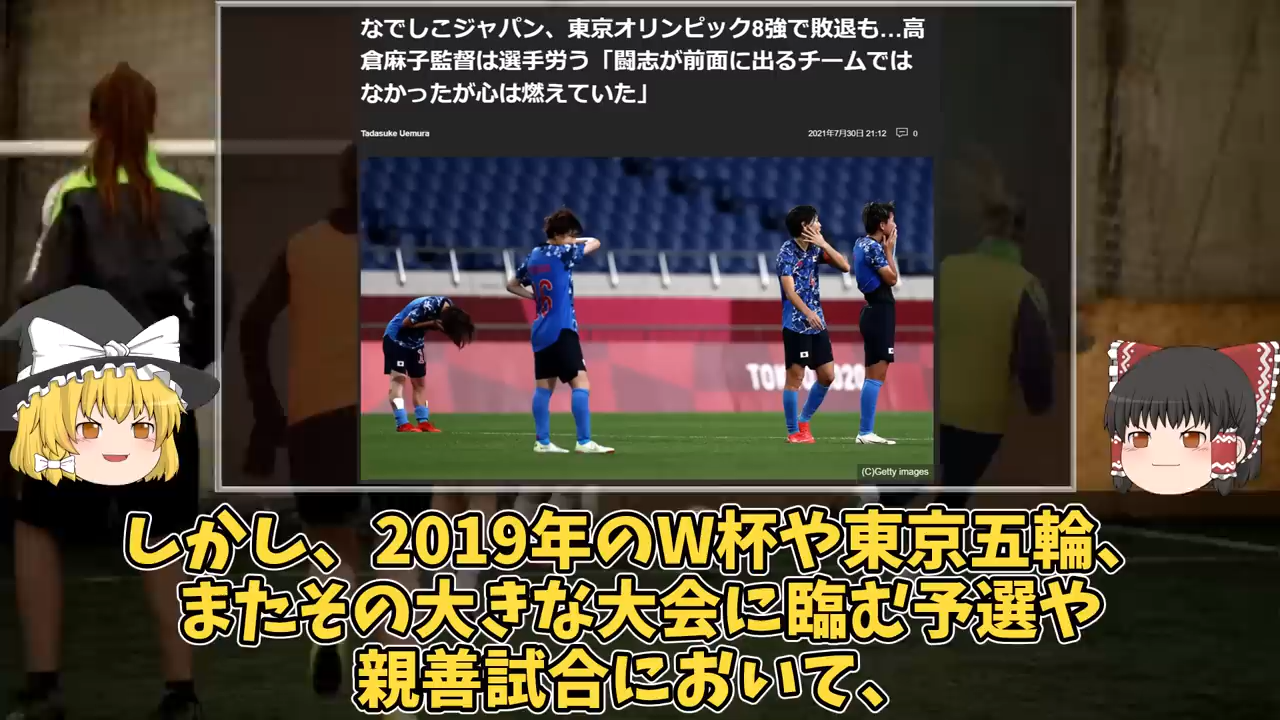 なでしこジャパン、東京オリンピック8強で敗退も…高
倉麻子監督は選手労う「闘志が前面に出るチームでは
なかったが心は燃えていた」
Tadasuke Uemura
2021年7月30日 21:12
0
(C)Getty images
しかし、2019年のW杯や東京五輪、
またその大きな大会に臨む予選や
親善試合において、